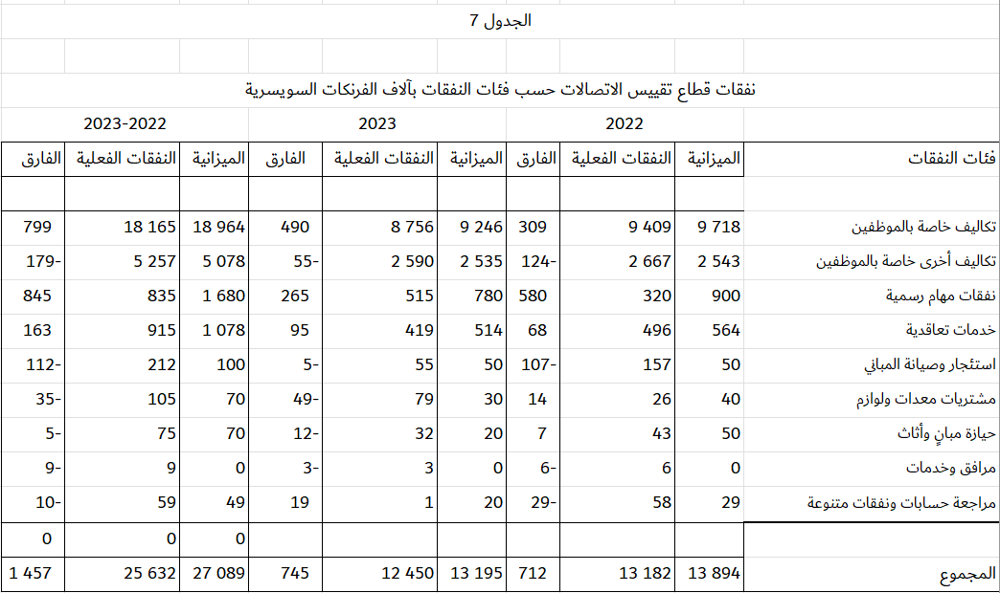 الجدول 7
نفقات قطاع تقييس الاتصالات حسب فئات النفقات بآلاف الفرنكات السويسرية
2022 2023 2023-2022
فئات النفقات الميزانية النفقات الفعلية الفارق الميزانية النفقات الفعلية الفارق الميزانية النفقات الفعلية الفارق
تكاليف خاصة بالموظفين 9 718 9 409 309 9 246 8 756 490 18 964 18 165 799
تكاليف أخرى خاصة بالموظفين 2 543 2 667 124- 2 535 2 590 55- 5 078 5 257 179-
نفقات مهام رسمية 900 320 580 780 515 265 1 680 835 845
خدمات تعاقدية 564 496 68 514 419 95 1 078 915 163
استئجار وصيانة المباني 50 157 107- 50 55 5- 100 212 112-
مشتريات معدات ولوازم 40 26 14 30 79 49- 70 105 35-
حيازة مبانٍ وأثاث 50 43 7 20 32 12- 70 75 5-
مرافق وخدمات 0 6 6- 0 3 3- 0 9 9-
مراجعة حسابات ونفقات متنوعة 29 58 29- 20 1 19 49 59 10-
0 0 0
المجموع 13 894 13 182 712 13 195 12 450 745 27 089 25 632 1 457